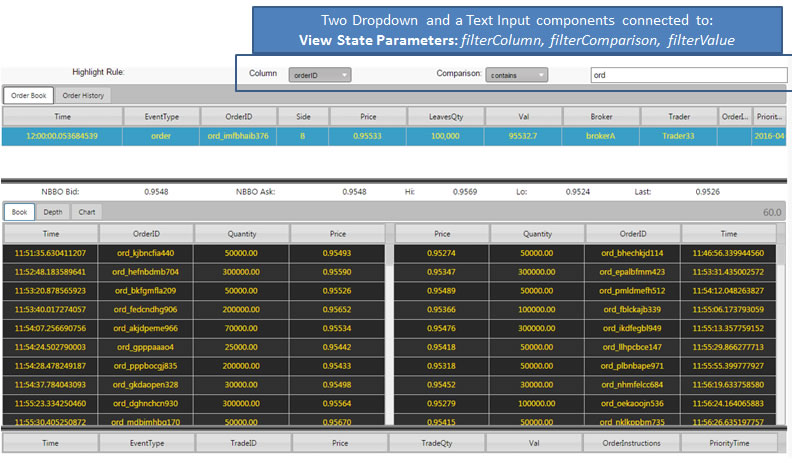 Two Dropdown and a Text Input components connected to:
View State Parameters: filterColumn, filterComparison, filterValue
Highlight Rule: Column orderID Comparison: contains ord
Order Book Order History
Time EventType OrderID Side Price LeavesQty Val Broker Trader OrderI... Priorit...
12:00:00.053684539 order ord_imfbhaib376 B 0.95533 100,000 95532.7 brokerA Trader33 2016-04
NBBO Bid: 0.9548 NBBO Ask: 0.9548 Hi: 0.9569 Lo: 0.9524 Last: 0.9526
Book Depth Chart 60.0
Time OrderID Quantity Price Price Quantity OrderID Time
11:51:35.630411207 ord_kjbncfia440 50000.00 0.95493 0.95274 50000.00 ord_bhechkjd114 11:46:56.339944560
11:52:48.183589641 ord_hefnbdmb704 300000.00 0.95590 0.95347 300000.00 ord_epalbfmm423 11:53:31.435002572
11:53:20.878565923 ord_bkfgmfla209 50000.00 0.95526 0.95489 50000.00 ord_pmldmefh512 11:54:12.048263827
11:53:40.017274057 ord_fedcndhg906 200000.00 0.95652 0.95366 100000.00 ord_fblckajb339 11:55:06.173793059
11:54:07.256690756 ord_akjdpeme966 70000.00 0.95534 0.95476 300000.00 ord_ikdfegbl949 11:55:13.357759152
11:54:24.502790003 ord_gpppaaao4 25000.00 0.95442 0.95418 50000.00 ord_llhpcbce147 11:55:29.866277713
11:54:28.478249187 ord_pppbocgj835 200000.00 0.95433 0.95318 50000.00 ord_plbnbape971 11:55:55.399777927
11:54:37.784043093 ord_gkdaopen328 30000.00 0.95498 0.95452 30000.00 ord_nhmfelcc684 11:56:19.633758580
11:55:23.334250460 ord_dghnchcn930 300000.00 0.95564 0.95279 100000.00 ord_oekaoojn536 11:56:24.164065883
11:55:30.405250872 ord_mdbimhbg170 50000.00 0.95670 0.95415 50000.00 ord_nklkppbm735 11:56:26.635197757
Time EventType TradeID Price TradeQty Val OrderInstructions PriorityTime